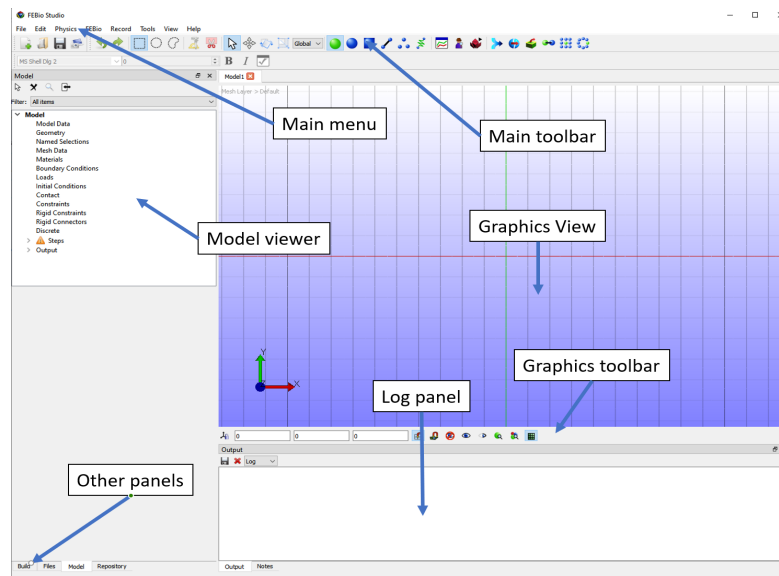 FEBio Studio
File Edit Physics FEBio Record Tools View Help
Global
MS Shell Dlg 2 0 B I
Model
Model1
Mesh Layer > Default
Filter: All items
Model
Model Data
Geometry
Named Selections
Mesh Data
Materials
Boundary Conditions
Loads
Initial Conditions
Contact
Constraints
Rigid Constraints
Rigid Connectors
Discrete
Steps
Output
Main menu
Main toolbar
Model viewer
Graphics View
Graphics toolbar
Log panel
Other panels
Y
X
0 0 0
Output
Log
Build Files Model Repository
Output Notes